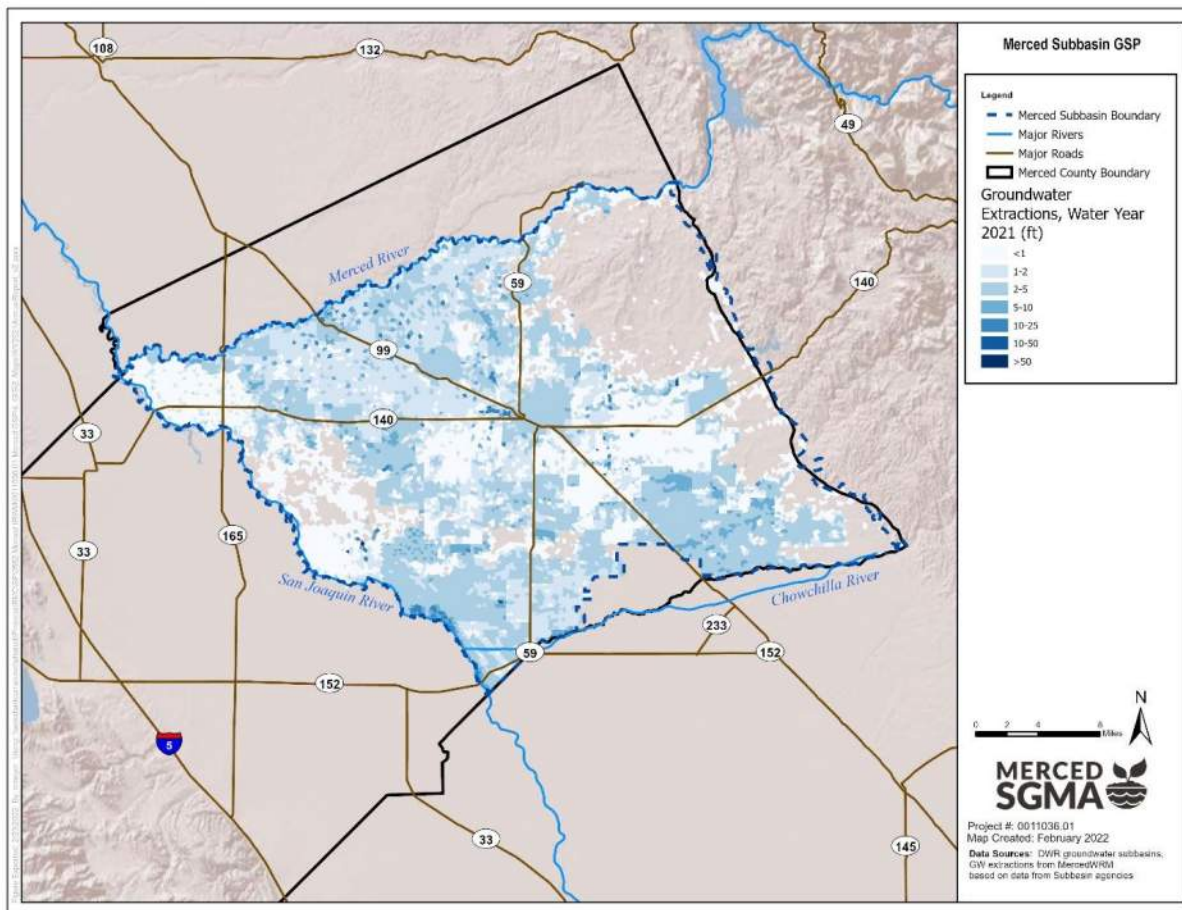 Merced Subbasin GSP
Legend
Merced Subbasin Boundary
Major Rivers
Major Roads
Merced County Boundary
Groundwater
Extractions, Water Year
2021 (ft)
<1
1-2
2-5
5-10
10-25
10-50
>50
108
132
49
Merced River
59
140
99
140
33
33
165
San Joaquin River
Chowchilla River
233
59
152
152
5
33
145
N
0 2 4 8
Miles
MERCED
SGMA
Project #: 0011036.01
Map Created: February 2022
Data Sources: DWR groundwater subbasins,
GW extractions from MercedWRM
based on data from Subbasin agencies